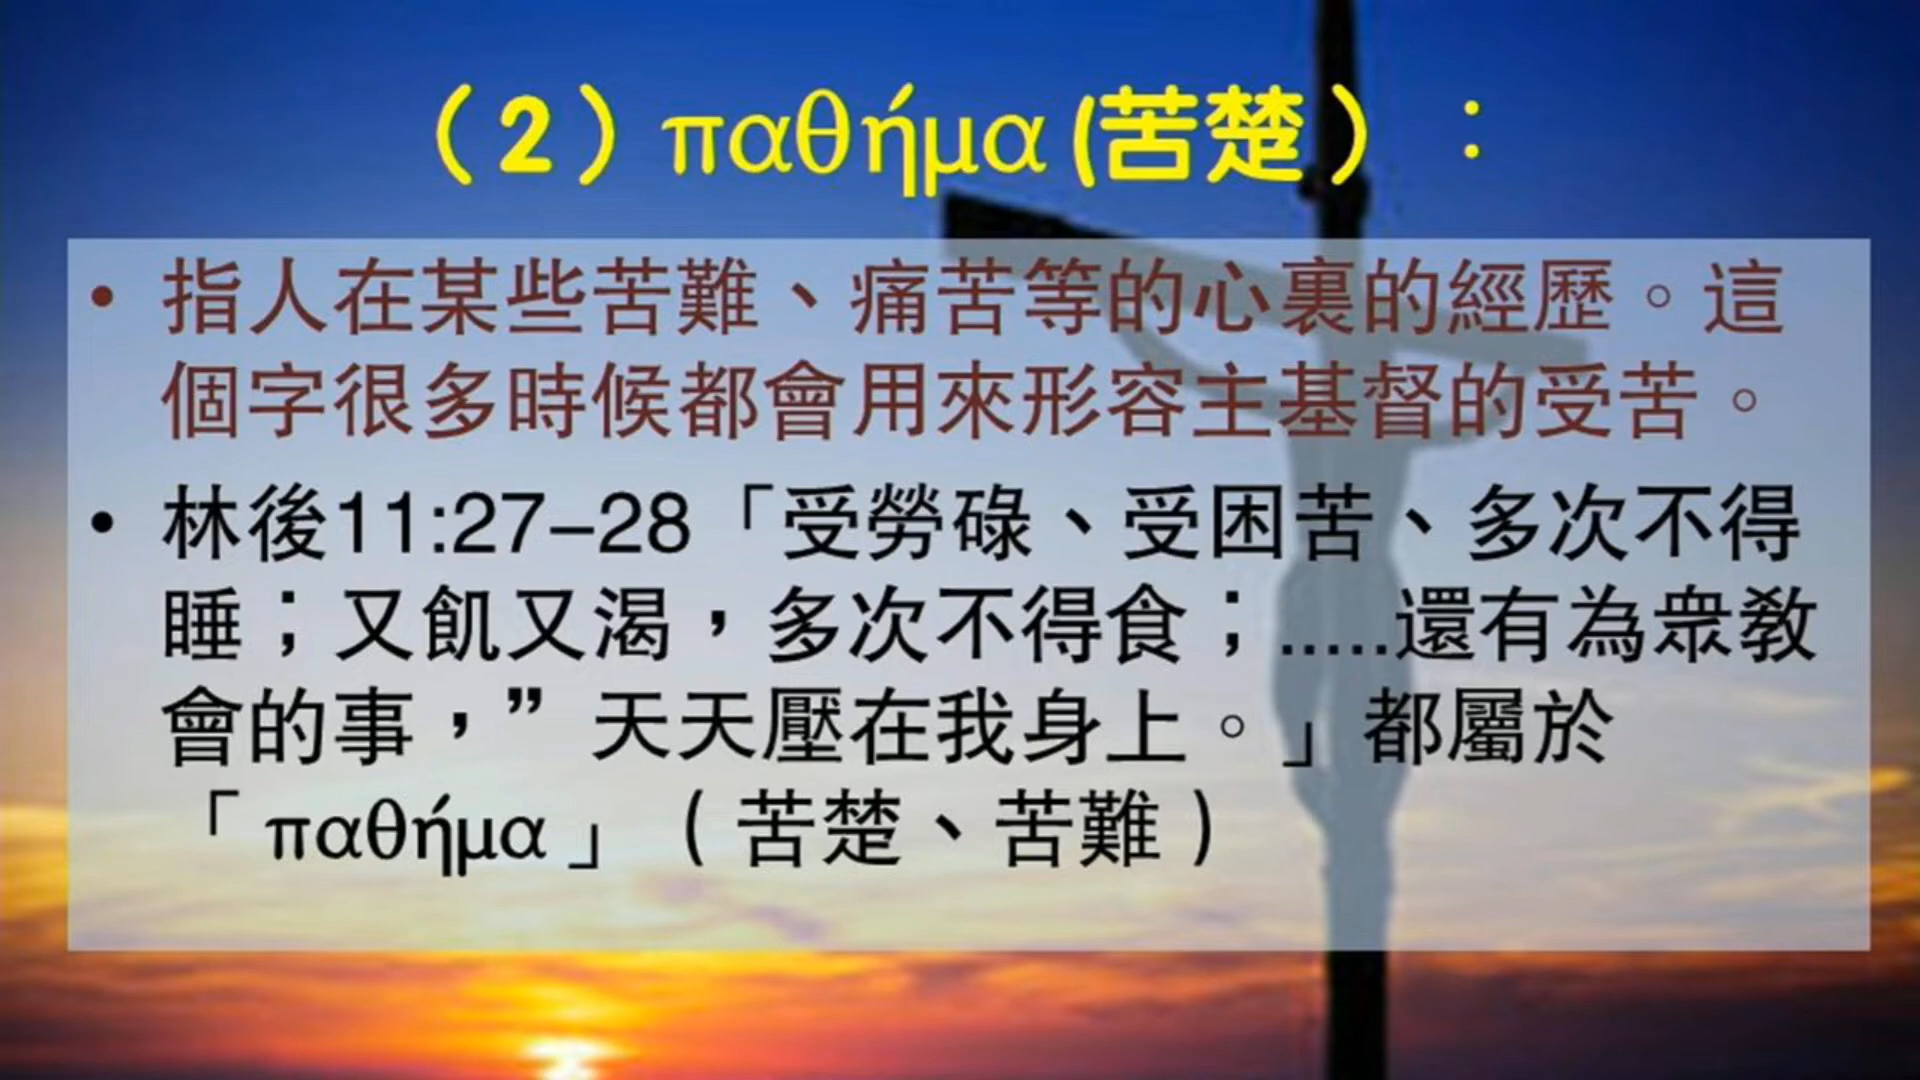 （2）παθήμα(苦楚）：
• 指人在某些苦難、痛苦等的心裏的經歷。這
個字很多時候都會用來形容主基督的受苦。
• 林後11:27–28「受勞碌、受困苦、多次不得
睡；又飢又渴，多次不得食；.....還有為衆教
會的事，” 天天壓在我身上。」都屬於
「παθήμα」（苦楚、苦難）